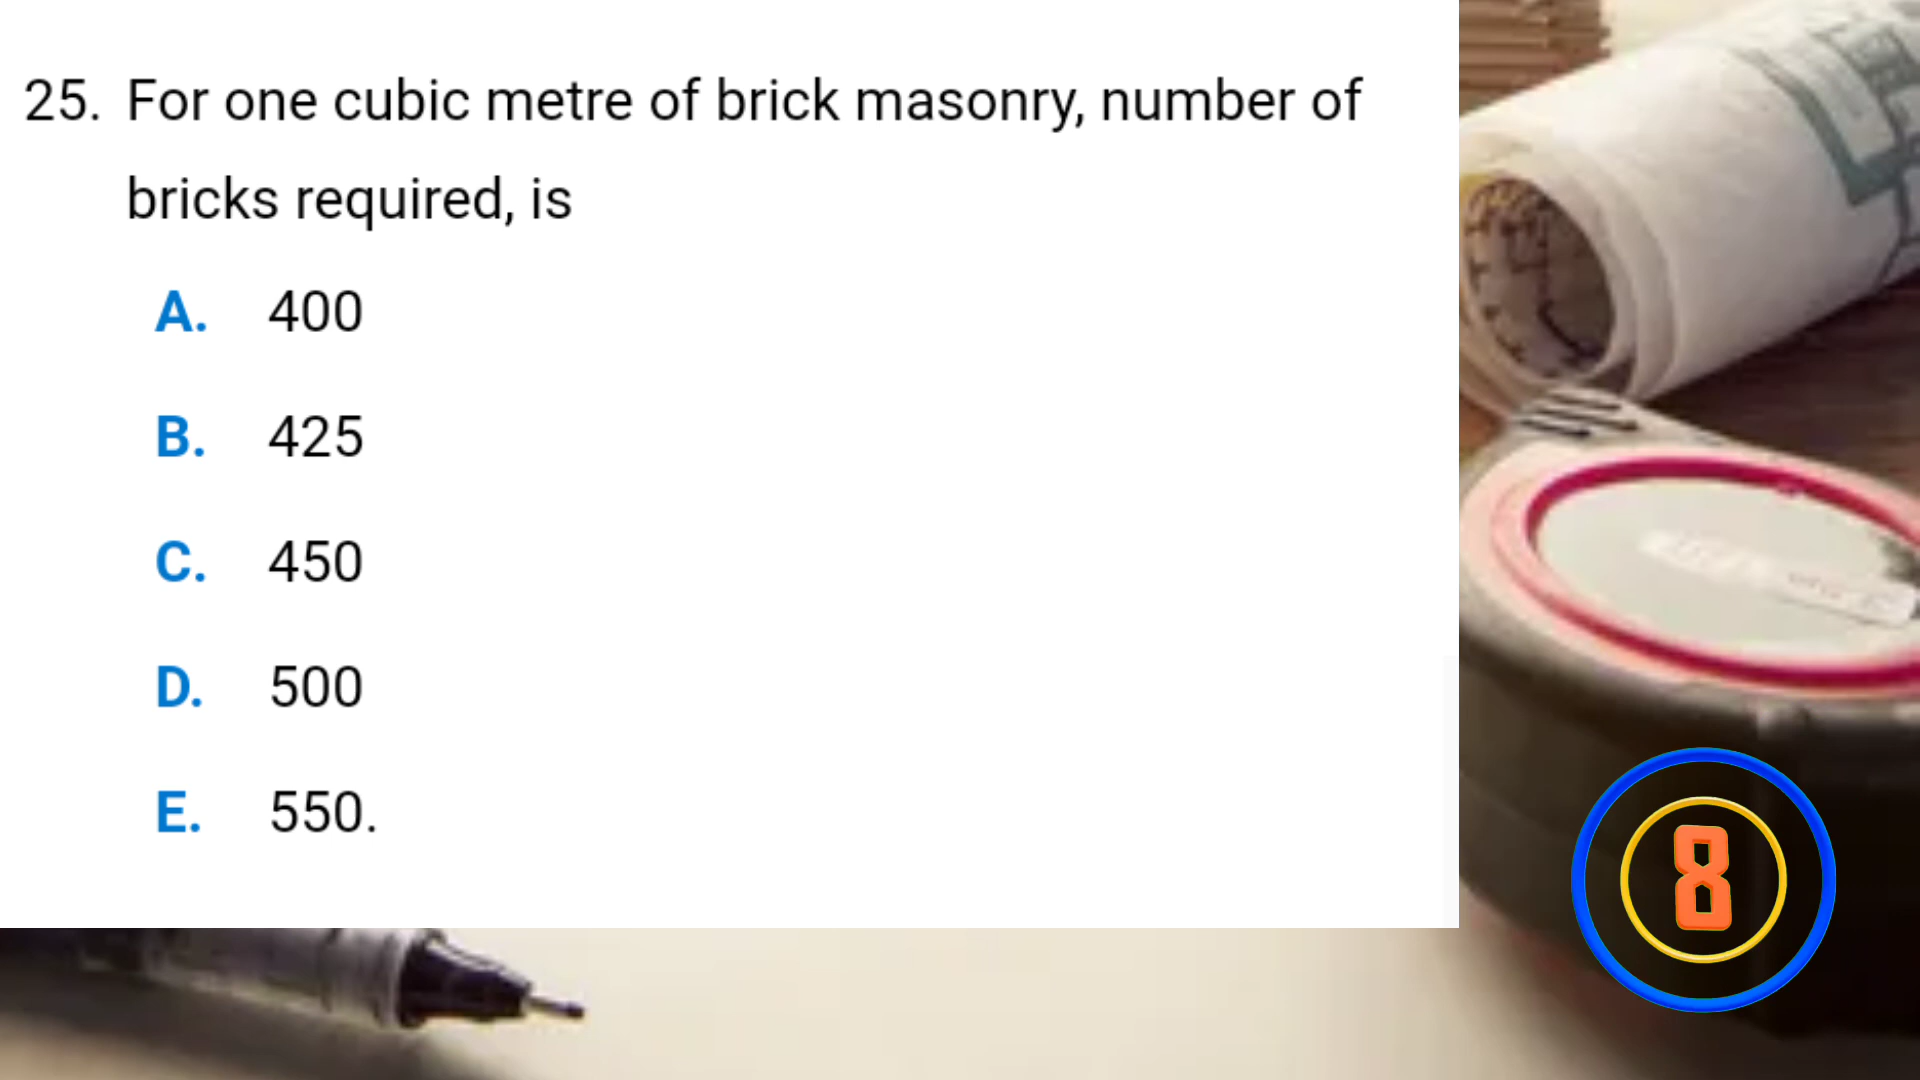 25. For one cubic metre of brick masonry, number of
bricks required, is
A. 400
B. 425
C. 450
D. 500
E. 550.
8